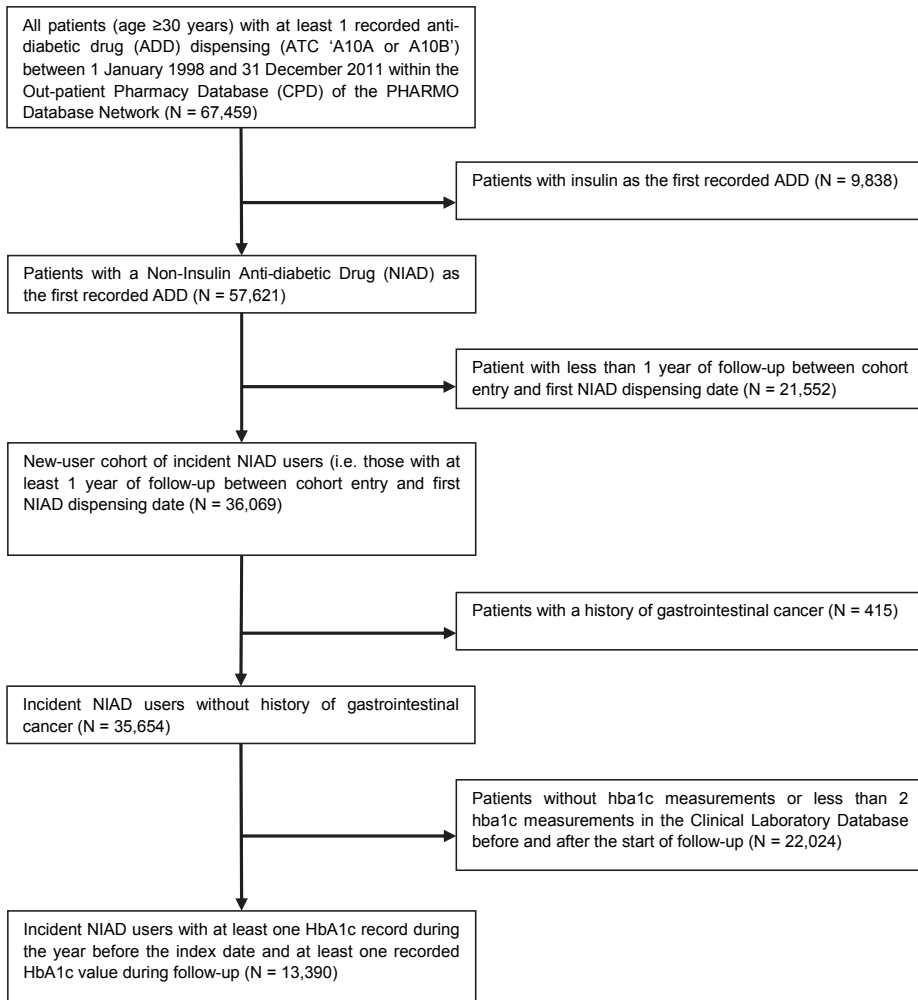 All patients (age ≥30 years) with at least 1 recorded anti-
diabetic drug (ADD) dispensing (ATC ‘A10A or A10B’)
between 1 January 1998 and 31 December 2011 within the
Out-patient Pharmacy Database (CPD) of the PHARMO
Database Network (N = 67,459)
Patients with insulin as the first recorded ADD (N = 9,838)
Patients with a Non-Insulin Anti-diabetic Drug (NIAD) as
the first recorded ADD (N = 57,621)
Patient with less than 1 year of follow-up between cohort
entry and first NIAD dispensing date (N = 21,552)
New-user cohort of incident NIAD users (i.e. those with at
least 1 year of follow-up between cohort entry and first
NIAD dispensing date (N = 36,069)
Patients with a history of gastrointestinal cancer (N = 415)
Incident NIAD users without history of gastrointestinal
cancer (N = 35,654)
Patients without hba1c measurements or less than 2
hba1c measurements in the Clinical Laboratory Database
before and after the start of follow-up (N = 22,024)
Incident NIAD users with at least one HbA1c record during
the year before the index date and at least one recorded
HbA1c value during follow-up (N = 13,390)